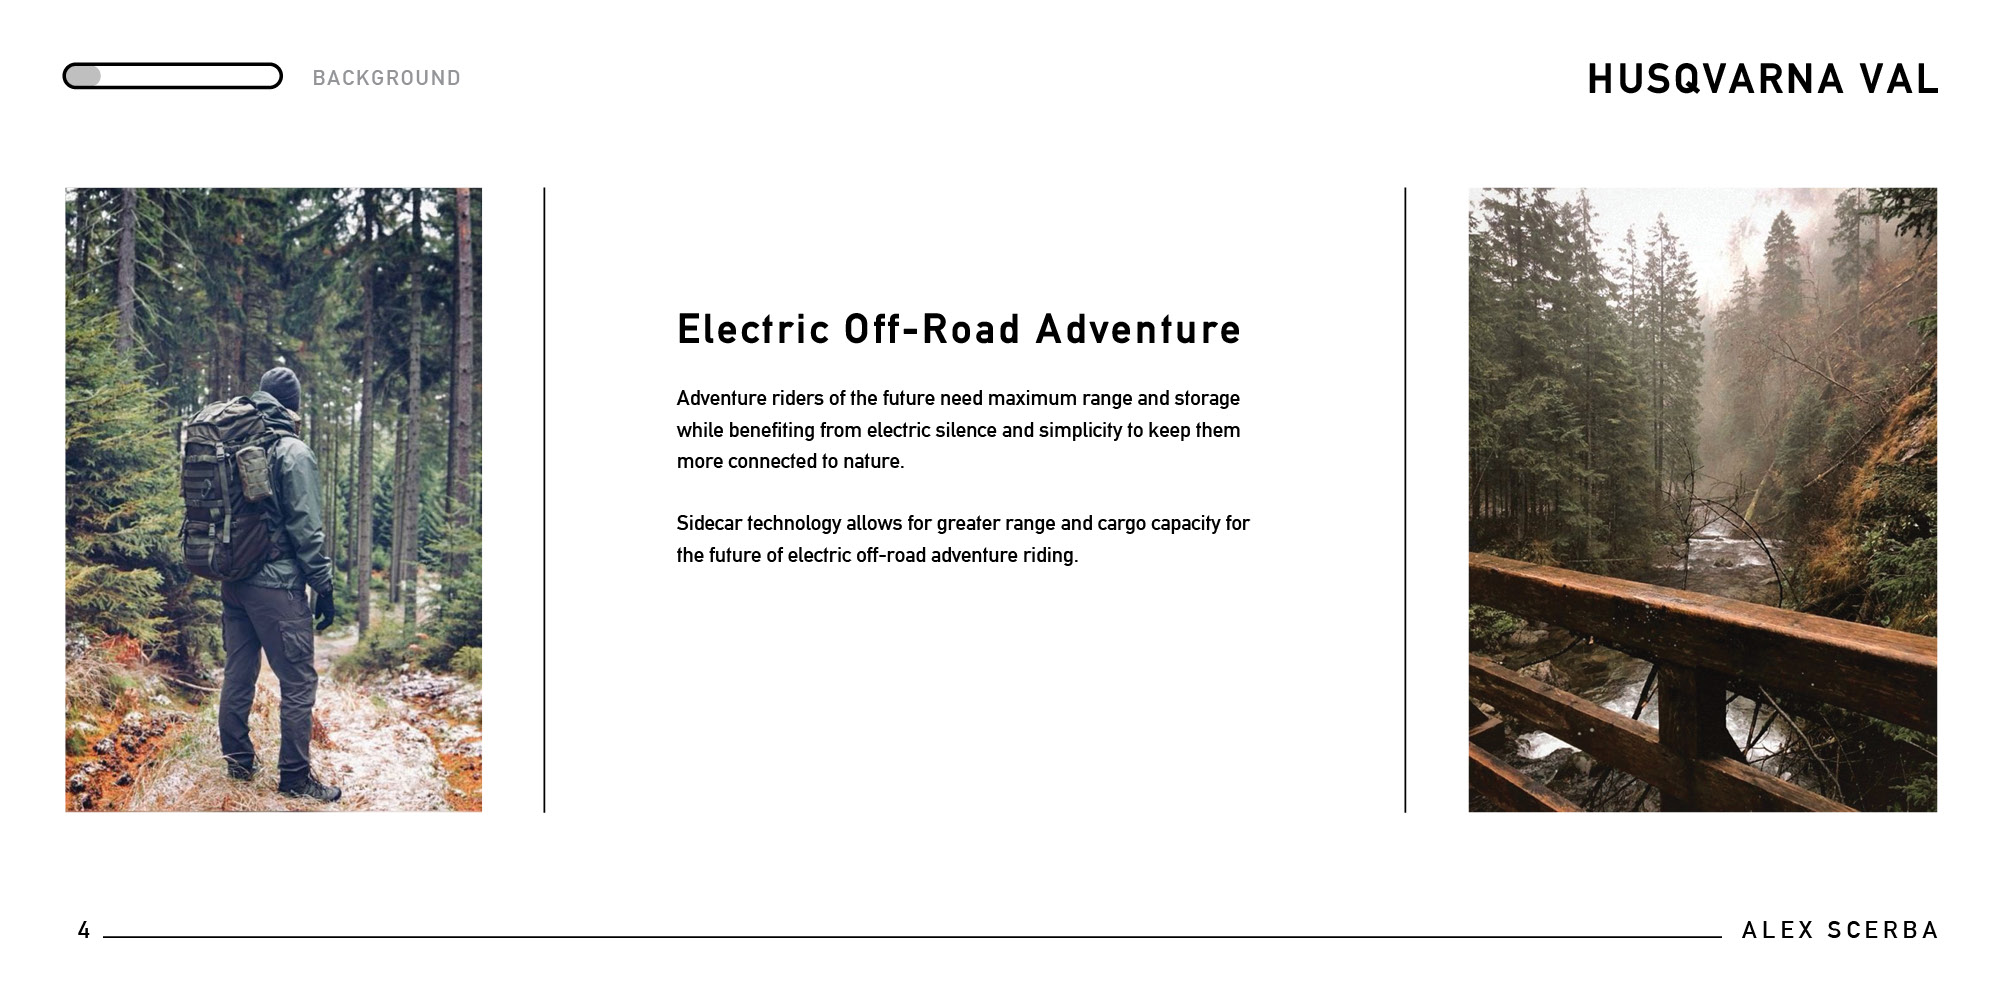 BACKGROUND
HUSQVARNA VAL
Electric Off-Road Adventure
Adventure riders of the future need maximum range and storage
while benefiting from electric silence and simplicity to keep them
more connected to nature.
Sidecar technology allows for greater range and cargo capacity for
the future of electric off-road adventure riding.
4
ALEX SCERBA